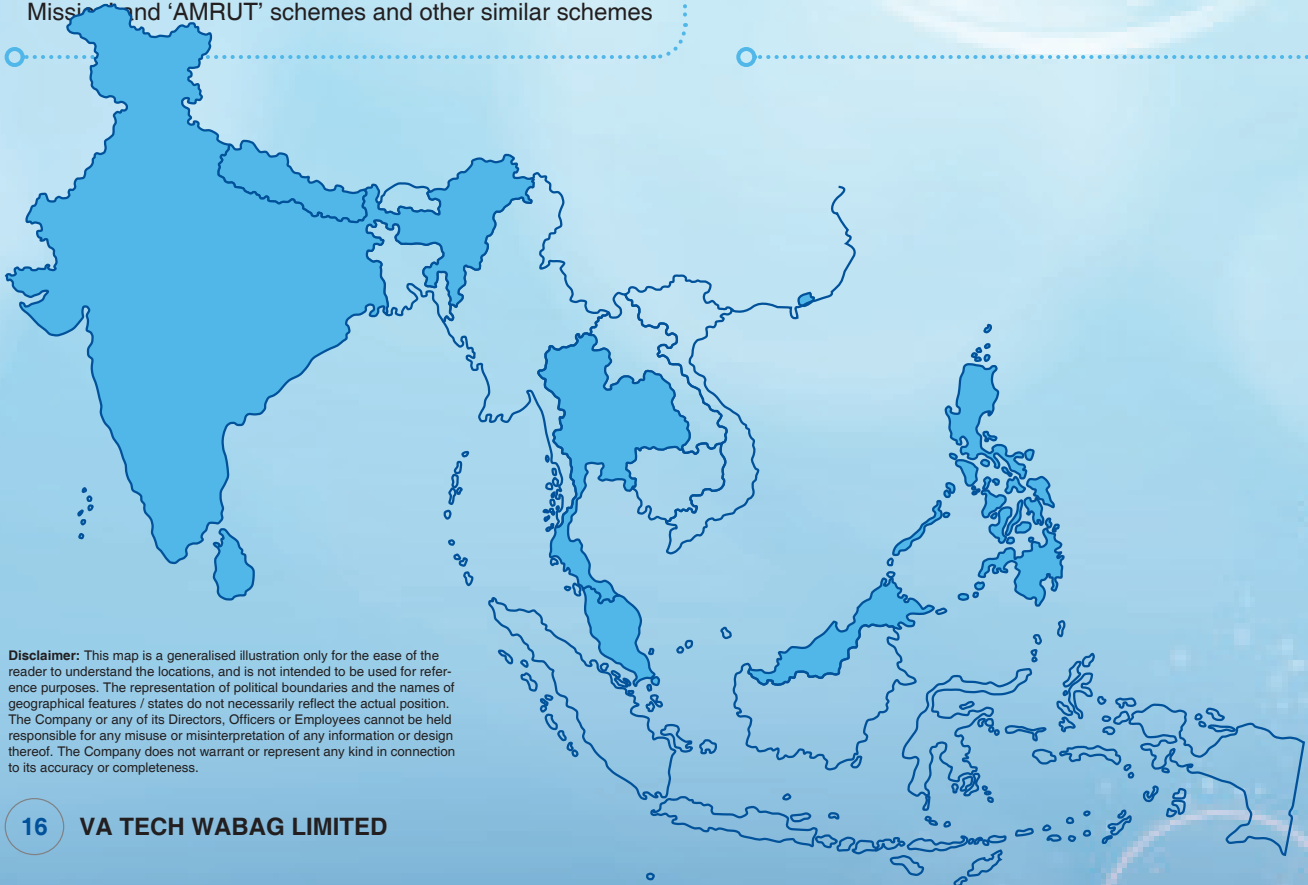 and ‘AMRUT’ schemes and other similar schemes
Disclaimer: This map is a generalised illustration only for the ease of the
reader to understand the locations, and is not intended to be used for refer-
ence purposes. The representation of political boundaries and the names of
geographical features / states do not necessarily reflect the actual position.
The Company or any of its Directors, Officers or Employees cannot be held
responsible for any misuse or misinterpretation of any information or design
thereof. The Company does not warrant or represent any kind in connection
to its accuracy or completeness.
16 VA TECH WABAG LIMITED